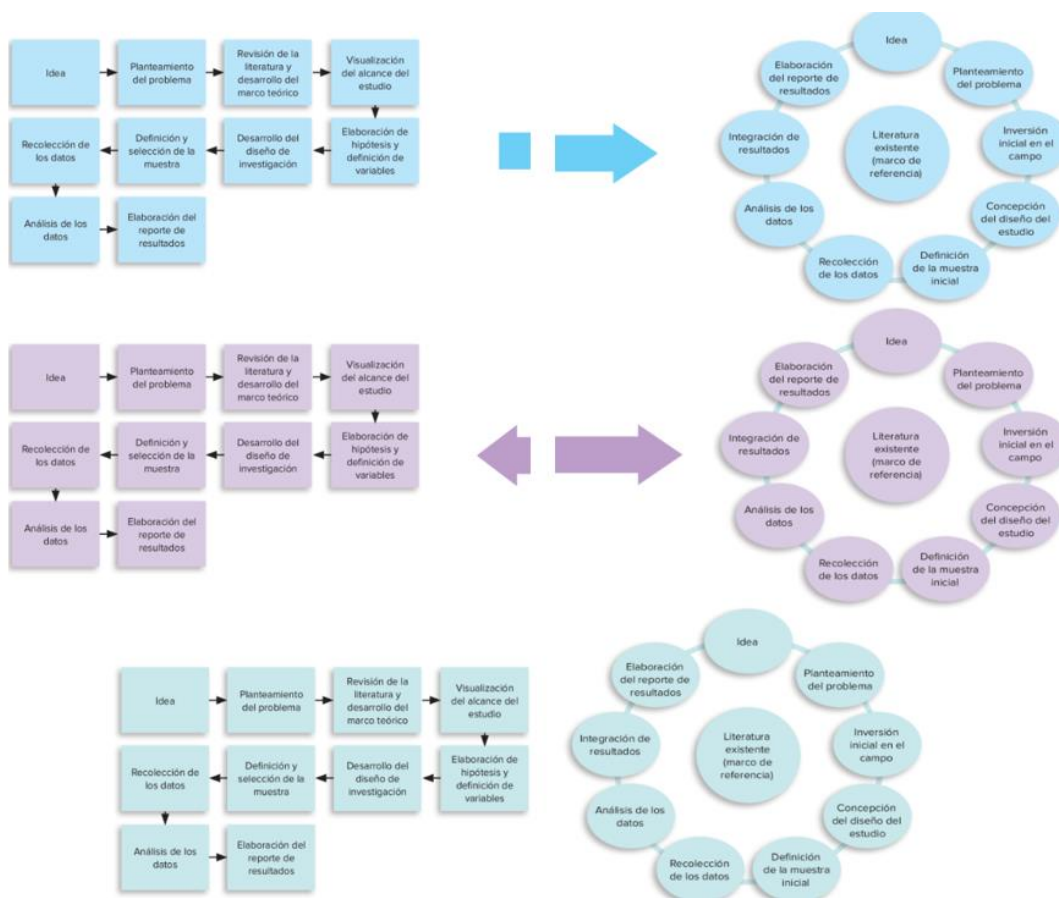 Idea
Planteamiento
del problema
Revisión de la
literatura y
desarrollo del
marco teórico
Visualización
del alcance del
estudio
Recolección de
los datos
Definición y
selección de la
muestra
Desarrollo del
diseño de
investigación
Elaboración de
hipótesis y
definición de
variables
Análisis de los
datos
Elaboración del
reporte de
resultados
Idea
Planteamiento
del problema
Inversión
inicial en el
campo
Concepción
del diseño del
estudio
Definición
de la muestra
inicial
Recolección
de los datos
Análisis de los
datos
Integración de
resultados
Elaboración
del reporte de
resultados
Literatura
existente
(marco de
referencia)
Idea
Planteamiento
del problema
Revisión de la
literatura y
desarrollo del
marco teórico
Visualización
del alcance del
estudio
Recolección de
los datos
Definición y
selección de la
muestra
Desarrollo del
diseño de
investigación
Elaboración de
hipótesis y
definición de
variables
Análisis de los
datos
Elaboración del
reporte de
resultados
Idea
Planteamiento
del problema
Inversión
inicial en el
campo
Concepción
del diseño del
estudio
Definición
de la muestra
inicial
Recolección
de los datos
Análisis de los
datos
Integración de
resultados
Elaboración
del reporte de
resultados
Literatura
existente
(marco de
referencia)
Idea
Planteamiento
del problema
Revisión de la
literatura y
desarrollo del
marco teórico
Visualización
del alcance del
estudio
Recolección de
los datos
Definición y
selección de la
muestra
Desarrollo del
diseño de
investigación
Elaboración de
hipótesis y
definición de
variables
Análisis de los
datos
Elaboración del
reporte de
resultados
Idea
Planteamiento
del problema
Inversión
inicial en el
campo
Concepción
del diseño del
estudio
Definición
de la muestra
inicial
Recolección
de los datos
Análisis de los
datos
Integración de
resultados
Elaboración
del reporte de
resultados
Literatura
existente
(marco de
referencia)